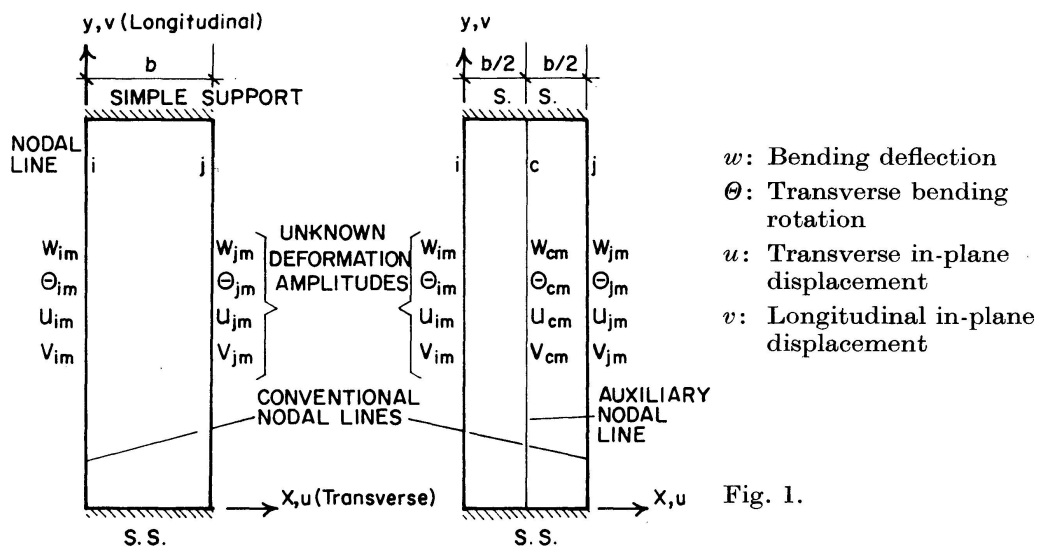 y,v (Longitudinal)
b
SIMPLE SUPPORT
NODAL
LINE
i
j
w_im
Θ_im
u_im
v_im
w_jm
Θ_jm
u_jm
v_jm
UNKNOWN
DEFORMATION
AMPLITUDES
CONVENTIONAL
NODAL LINES
X,u (Transverse)
S.S.
y,v
b/2
b/2
S. S.
i
c
j
w_im
Θ_im
u_im
v_im
w_cm
Θ_cm
u_cm
v_cm
w_jm
Θ_jm
u_jm
v_jm
AUXILIARY
NODAL
LINE
X,u
S.S.
w: Bending deflection
Θ: Transverse bending
rotation
u: Transverse in-plane
displacement
v: Longitudinal in-plane
displacement
Fig. 1.